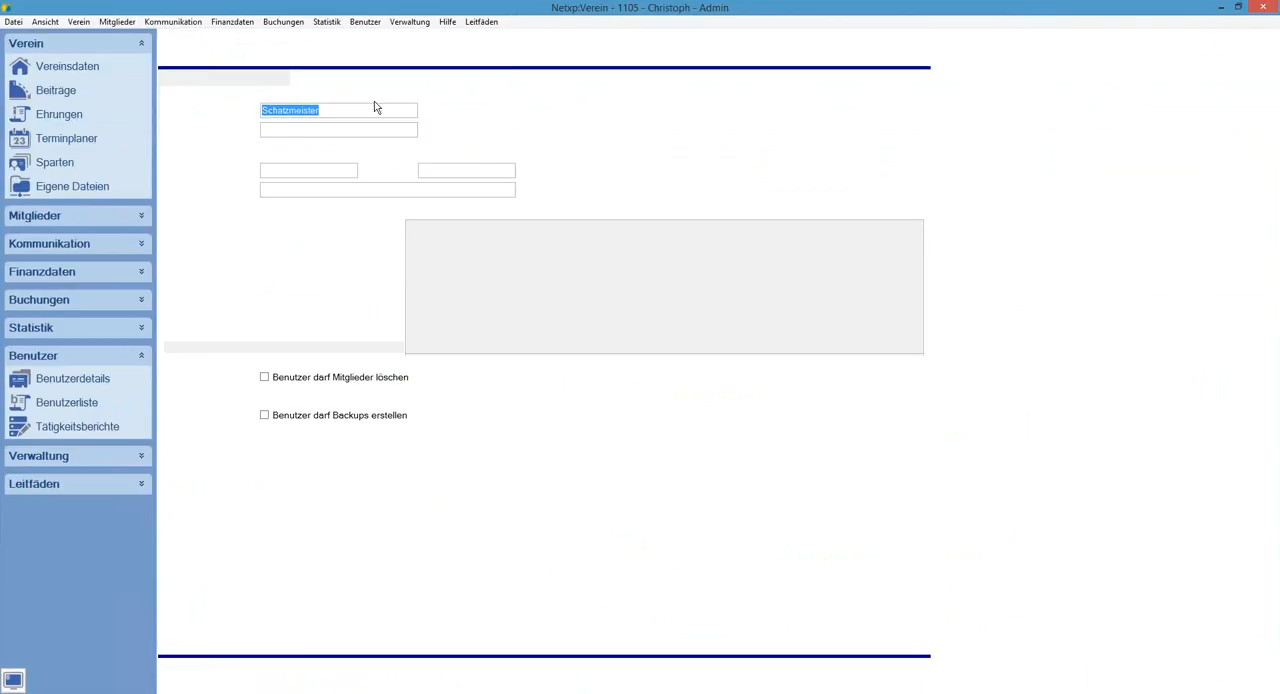 Netxp:Verein - 1105 - Christoph - Admin
Datei Ansicht Verein Mitglieder Kommunikation Finanzdaten Buchungen Statistik Benutzer Verwaltung Hilfe Leitfäden
Verein
Vereinsdaten
Beiträge
Ehrungen
23 Terminplaner
Sparten
Eigene Dateien
Mitglieder
Kommunikation
Finanzdaten
Buchungen
Statistik
Benutzer
Benutzerdetails
Benutzerliste
Tätigkeitsberichte
Verwaltung
Leitfäden
Schatzmeister
Benutzer darf Mitglieder löschen
Benutzer darf Backups erstellen